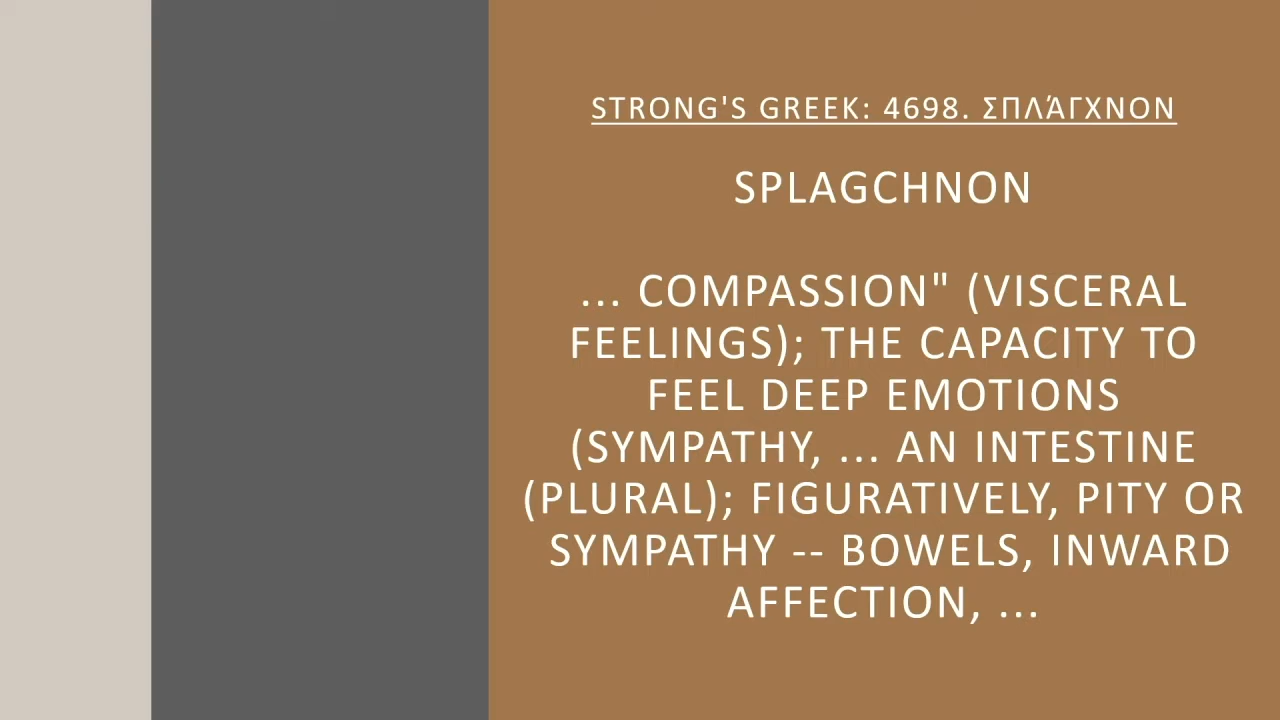 STRONG'S GREEK: 4698. ΣΠΛΆΓΧΝΟΝ
SPLAGCHNON
... COMPASSION" (VISCERAL
FEELINGS); THE CAPACITY TO
FEEL DEEP EMOTIONS
(SYMPATHY, ... AN INTESTINE
(PLURAL); FIGURATIVELY, PITY OR
SYMPATHY -- BOWELS, INWARD
AFFECTION, ...